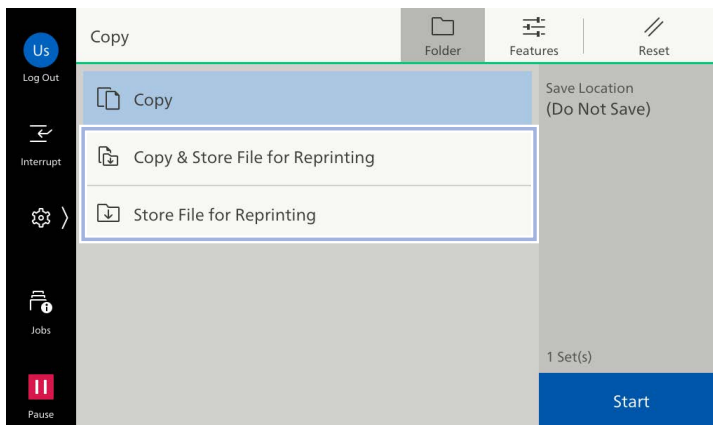 Us
Log Out
Interrupt
Jobs
Pause
Copy
Folder
Features
Reset
Copy
Copy & Store File for Reprinting
Store File for Reprinting
Save Location
(Do Not Save)
1 Set(s)
Start